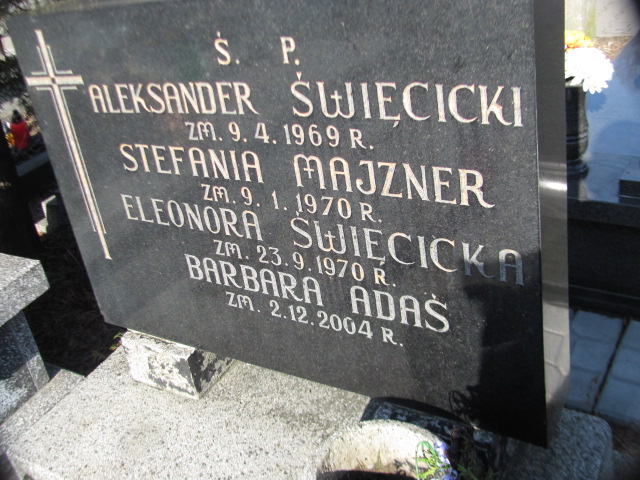 Ś. P.
ALEKSANDER ŚWIĘCICKI
ZM. 9. 4. 1969 R.
STEFANIA MAJZNER
ZM. 9. 1. 1970 R.
ELEONORA ŚWIĘCICKA
ZM. 23. 9. 1970 R.
BARBARA ADAŚ
ZM. 2.12.2004 R.